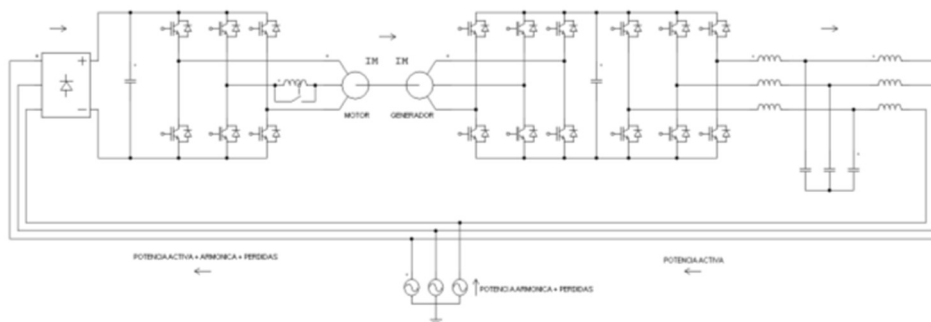 +
IM IM
−
MOTOR GENERADOR
POTENCIA ACTIVA + ARMONICA + PERDIDAS
POTENCIA ACTIVA
POTENCIA ARMONICA + PERDIDAS